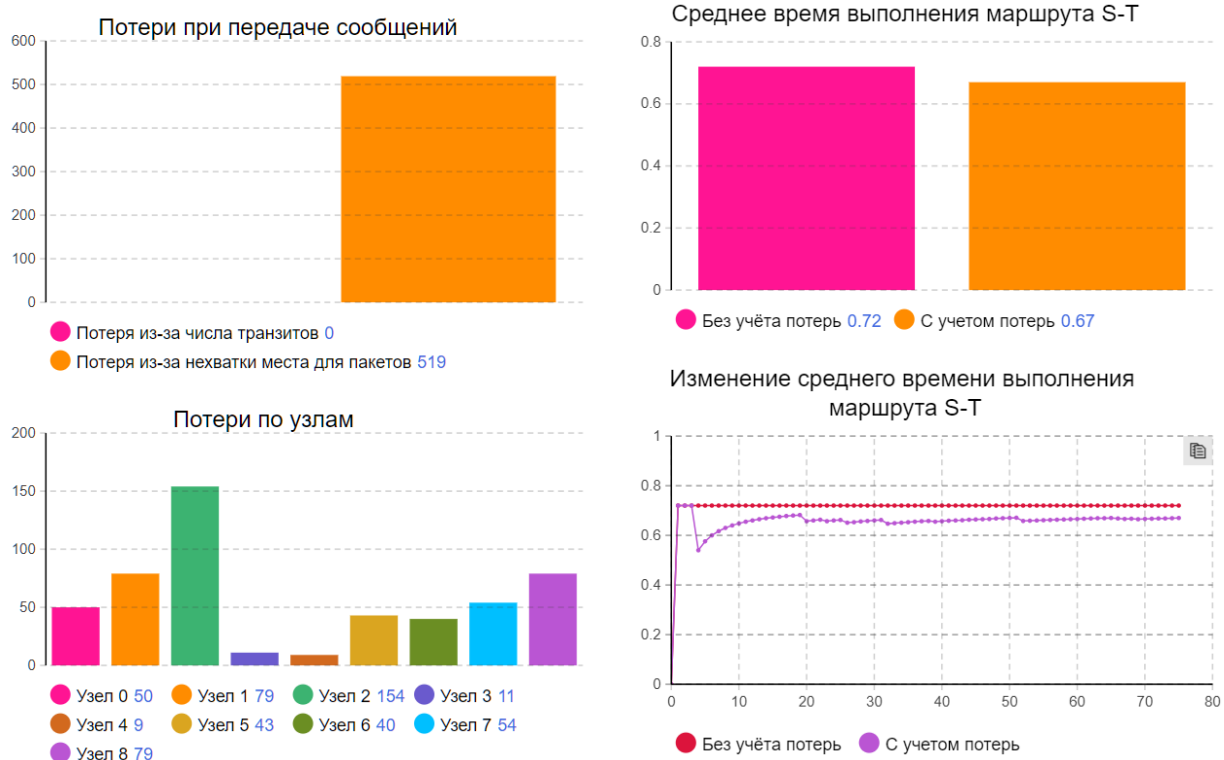 Потери при передаче сообщений
600
500
400
300
200
100
0
Потеря из-за числа транзитов 0
Потеря из-за нехватки места для пакетов 519
Среднее время выполнения маршрута S-T
0.8
0.6
0.4
0.2
0
Без учёта потерь 0.72 С учетом потерь 0.67
Потери по узлам
200
150
100
50
0
Узел 0 50 Узел 1 79 Узел 2 154 Узел 3 11
Узел 4 9 Узел 5 43 Узел 6 40 Узел 7 54
Узел 8 79
Изменение среднего времени выполнения
маршрута S-T
1
0.8
0.6
0.4
0.2
0
0 10 20 30 40 50 60 70 80
Без учёта потерь С учетом потерь